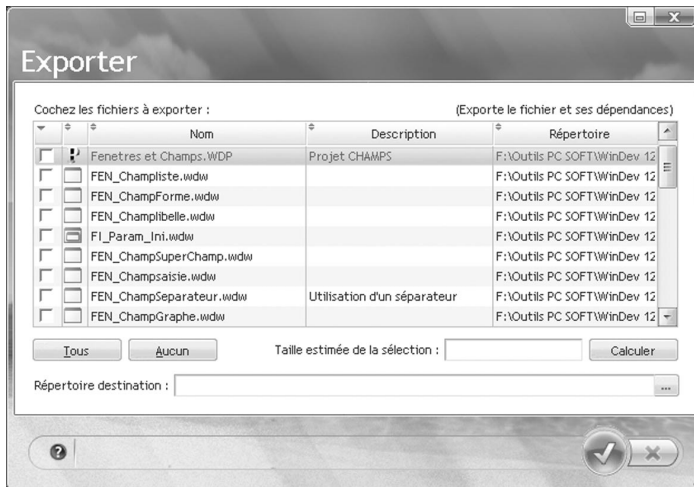 Exporter
Cochez les fichiers à exporter : (Exporte le fichier et ses dépendances)
Nom Description Répertoire
Fenetres et Champs.WDP Projet CHAMPS F:\Outils PC SOFT\WinDev 12
FEN_Champliste.wdw F:\Outils PC SOFT\WinDev 12
FEN_ChampForme.wdw F:\Outils PC SOFT\WinDev 12
FEN_Champlibelle.wdw F:\Outils PC SOFT\WinDev 12
FI_Param_Ini.wdw F:\Outils PC SOFT\WinDev 12
FEN_ChampSuperChamp.wdw F:\Outils PC SOFT\WinDev 12
FEN_Champsaisie.wdw F:\Outils PC SOFT\WinDev 12
FEN_ChampSeparateur.wdw Utilisation d'un séparateur F:\Outils PC SOFT\WinDev 12
FEN_ChampGraphe.wdw F:\Outils PC SOFT\WinDev 12
Tous Aucun Taille estimée de la sélection : Calculer
Répertoire destination : ...
?